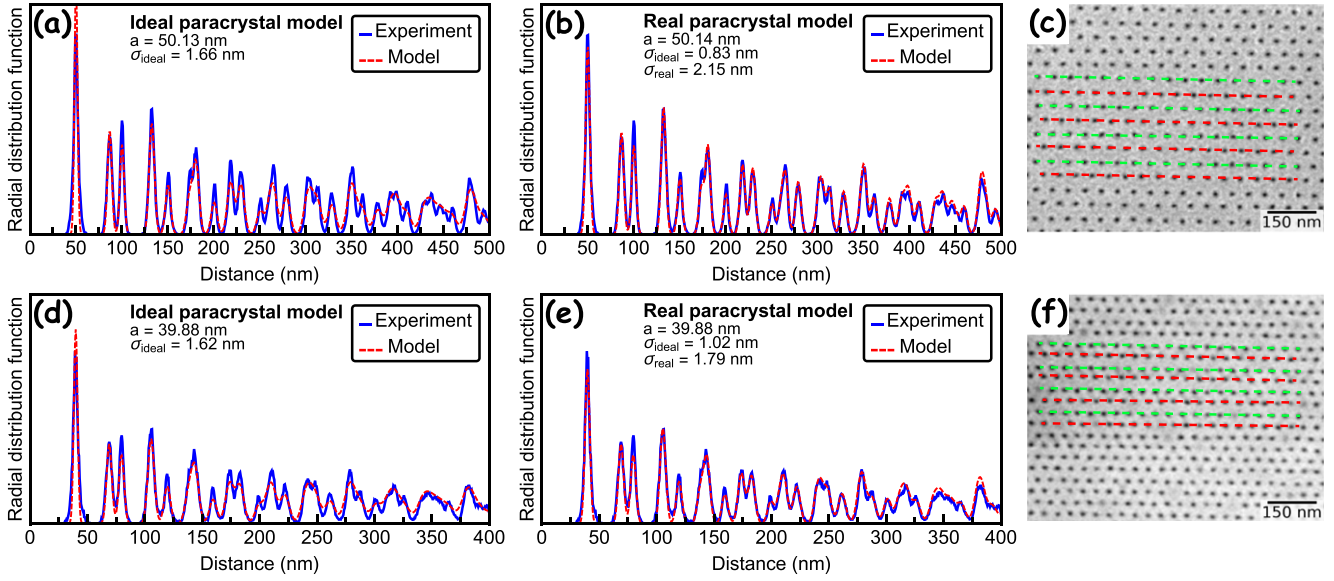 (a)
Ideal paracrystal model
a = 50.13 nm
σideal = 1.66 nm
Experiment
Model
Radial distribution function
0 50 100 150 200 250 300 350 400 450 500
Distance (nm)
(b)
Real paracrystal model
a = 50.14 nm
σideal = 0.83 nm
σreal = 2.15 nm
Experiment
Model
Radial distribution function
0 50 100 150 200 250 300 350 400 450 500
Distance (nm)
(c)
150 nm
(d)
Ideal paracrystal model
a = 39.88 nm
σideal = 1.62 nm
Experiment
Model
Radial distribution function
0 50 100 150 200 250 300 350 400
Distance (nm)
(e)
Real paracrystal model
a = 39.88 nm
σideal = 1.02 nm
σreal = 1.79 nm
Experiment
Model
Radial distribution function
0 50 100 150 200 250 300 350 400
Distance (nm)
(f)
150 nm